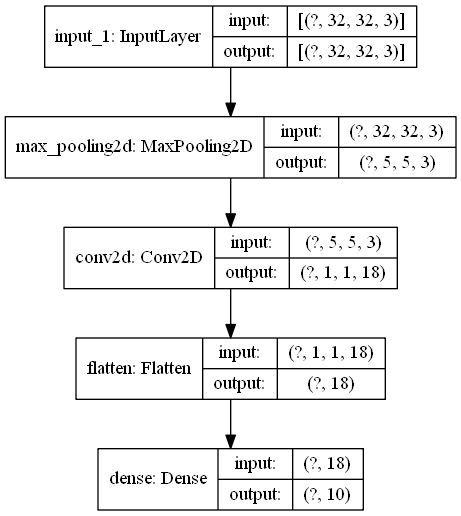 input_1: InputLayer
input: [(?, 32, 32, 3)]
output: [(?, 32, 32, 3)]
max_pooling2d: MaxPooling2D
input: (?, 32, 32, 3)
output: (?, 5, 5, 3)
conv2d: Conv2D
input: (?, 5, 5, 3)
output: (?, 1, 1, 18)
flatten: Flatten
input: (?, 1, 1, 18)
output: (?, 18)
dense: Dense
input: (?, 18)
output: (?, 10)